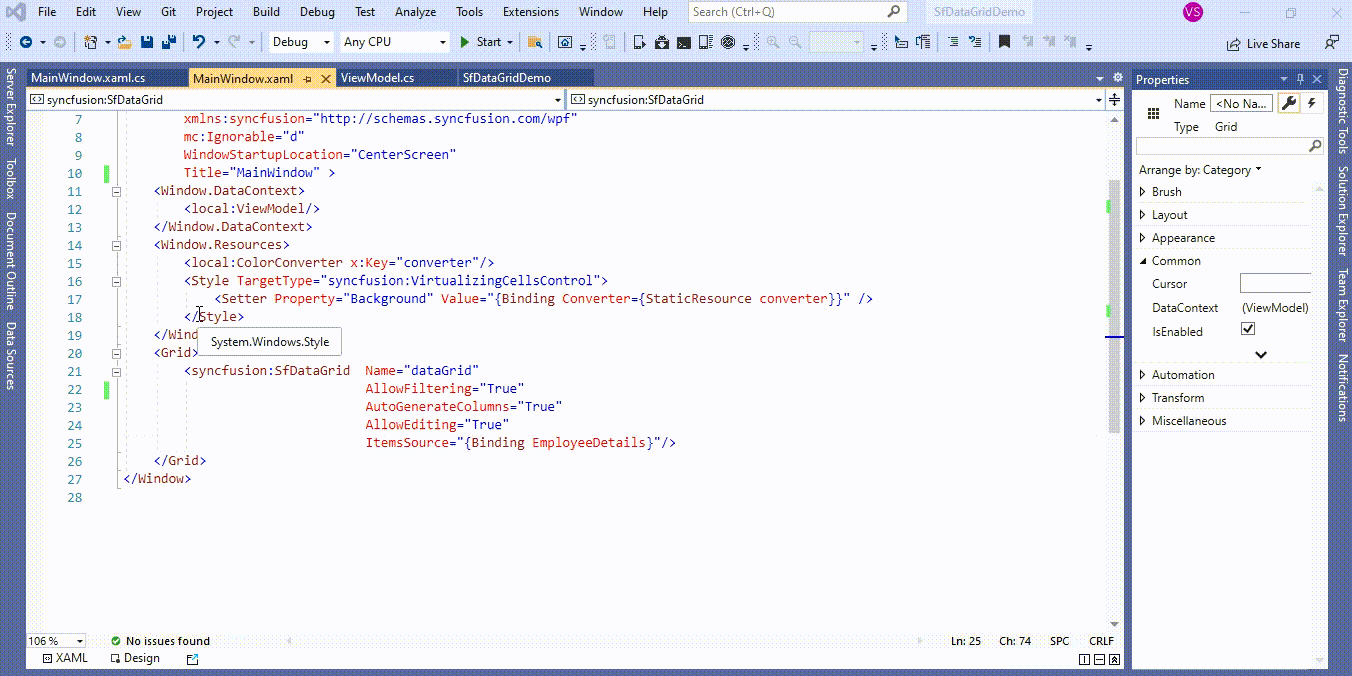 File Edit View Git Project Build Debug Test Analyze Tools Extensions Window Help Search (Ctrl+Q) SfDataGridDemo VS
Debug Any CPU Start Live Share
MainWindow.xaml.cs MainWindow.xaml ViewModel.cs SfDataGridDemo
syncfusion:SfDataGrid syncfusion:SfDataGrid
7 xmlns:syncfusion="http://schemas.syncfusion.com/wpf"
8 mc:Ignorable="d"
9 WindowStartupLocation="CenterScreen"
10 Title="MainWindow" >
11 <Window.DataContext>
12 <local:ViewModel/>
13 </Window.DataContext>
14 <Window.Resources>
15 <local:ColorConverter x:Key="converter"/>
16 <Style TargetType="syncfusion:VirtualizingCellsControl">
17 <Setter Property="Background" Value="{Binding Converter={StaticResource converter}}" />
18 </Style>
19 </Wind
System.Windows.Style
20 <Grid>
21 <syncfusion:SfDataGrid Name="dataGrid"
22 AllowFiltering="True"
23 AutoGenerateColumns="True"
24 AllowEditing="True"
25 ItemsSource="{Binding EmployeeDetails}"/>
26 </Grid>
27 </Window>
28
106 % No issues found Ln: 25 Ch: 74 SPC CRLF
XAML Design
Server Explorer
Toolbox
Document Outline
Data Sources
Properties
Name <No Na...
Type Grid
Arrange by: Category
Brush
Layout
Appearance
Common
Cursor
DataContext (ViewModel)
IsEnabled
Automation
Transform
Miscellaneous
Diagnostic Tools
Solution Explorer
Team Explorer
Notifications